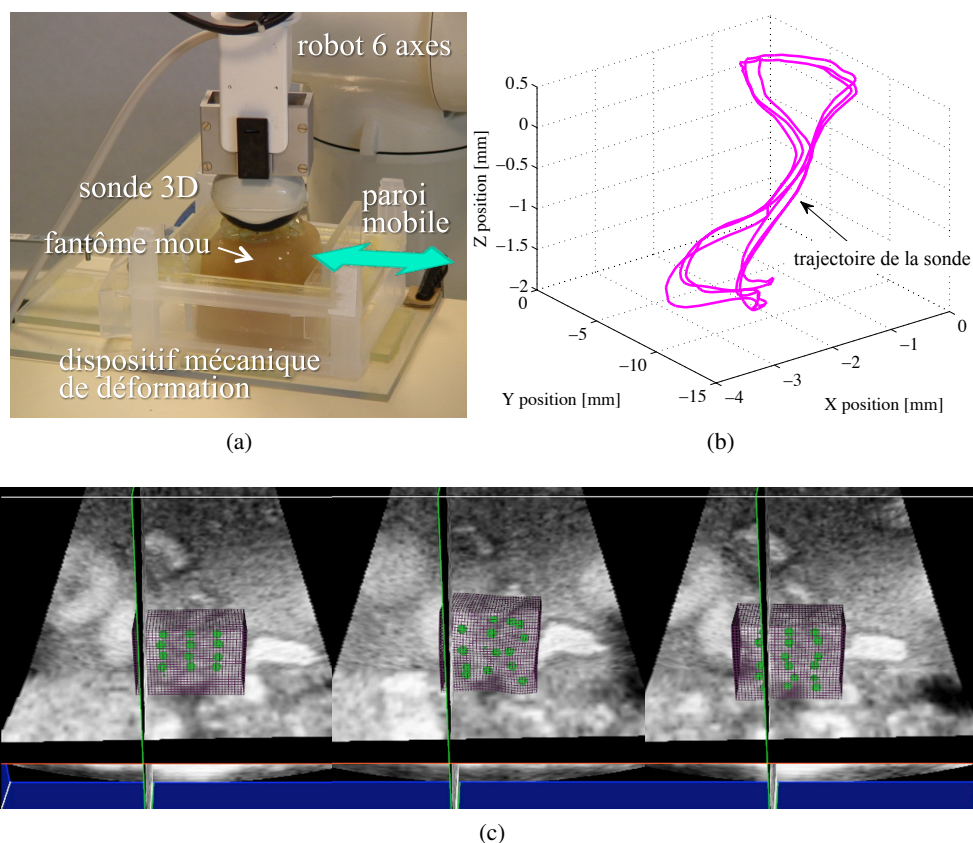 robot 6 axes
sonde 3D
paroi
mobile
fantôme mou
dispositif mécanique
de déformation
(a)
0.5
0
−0.5
−1
−1.5
−2
Z position [mm]
0
−5
−10
−15
Y position [mm]
−4
−3
−2
−1
0
X position [mm]
trajectoire de la sonde
(b)
(c)